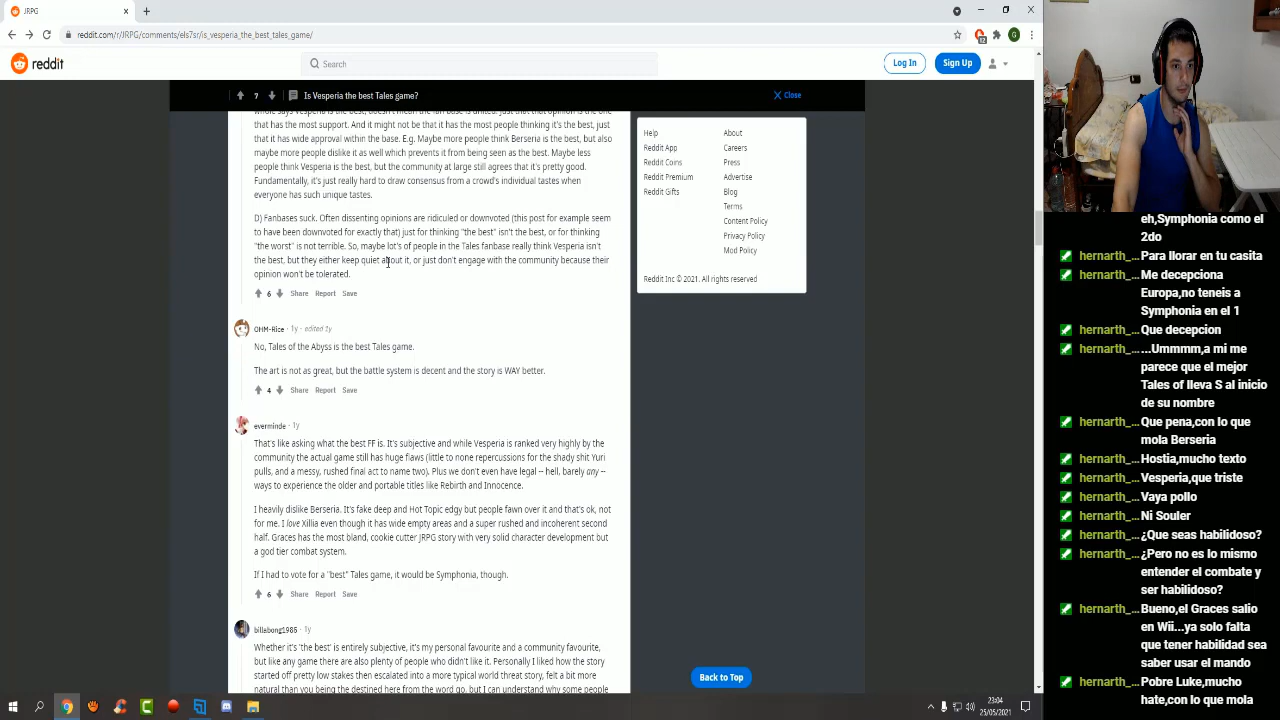 JRPG
reddit.com/r/JRPG/comments/els7sr/is_vesperia_the_best_tales_game/
reddit
Search
Log In
Sign Up
7
Is Vesperia the best Tales game?
Close
that has the most support. And it might not be that it has the most people thinking it's the best, just
that it has wide approval within the base. E.g. Maybe more people think Berseria is the best, but also
maybe more people dislike it as well which prevents it from being seen as the best. Maybe less
people think Vesperia is the best, but the community at large still agrees that it's pretty good.
Fundamentally, it's just really hard to draw consensus from a crowd's individual tastes when
everyone has such unique tastes.
D) Fanbases suck. Often dissenting opinions are ridiculed or downvoted (this post for example seem
to have been downvoted for exactly that) just for thinking "the best" isn't the best, or for thinking
"the worst" is not terrible. So, maybe lot's of people in the Tales fanbase really think Vesperia isn't
the best, but they either keep quiet about it, or just don't engage with the community because their
opinion won't be tolerated.
6 Share Report Save
OHM-Rice · 1y · edited 1y
No, Tales of the Abyss is the best Tales game.
The art is not as great, but the battle system is decent and the story is WAY better.
4 Share Report Save
everminde · 1y
That's like asking what the best FF is. It's subjective and while Vesperia is ranked very highly by the
community the actual game still has huge flaws (little to none repercussions for the shady shit Yuri
pulls, and a messy, rushed final act to name two). Plus we don't even have legal -- hell, barely any --
ways to experience the older and portable titles like Rebirth and Innocence.
I heavily dislike Berseria. It's fake deep and Hot Topic edgy but people fawn over it and that's ok, not
for me. I love Xillia even though it has wide empty areas and a super rushed and incoherent second
half. Graces has the most bland, cookie cutter JRPG story with very solid character development but
a god tier combat system.
If I had to vote for a "best" Tales game, it would be Symphonia, though.
6 Share Report Save
billabong1985 · 1y
Whether it's 'the best' is entirely subjective, it's my personal favourite and a community favourite,
but like any game there are also plenty of people who didn't like it. Personally I liked how the story
started off pretty low stakes then escalated into a more typical world threat story, felt a bit more
natural than you being the destined hero from the word go, but I can understand why some people
Help
About
Reddit App
Careers
Reddit Coins
Press
Reddit Premium
Advertise
Reddit Gifts
Blog
Terms
Content Policy
Privacy Policy
Mod Policy
Reddit Inc © 2021. All rights reserved
Back to Top
eh,Symphonia como el
2do
hernarth_... Para llorar en tu casita
hernarth_... Me decepciona
Europa,no teneis a
Symphonia en el 1
hernarth_... Que decepcion
hernarth_... ...Ummmm,a mi me
parece que el mejor
Tales of lleva S al inicio
de su nombre
hernarth_... Que pena,con lo que
mola Berseria
hernarth_... Hostia,mucho texto
hernarth_... Vesperia,que triste
hernarth_... Vaya pollo
hernarth_... Ni Souler
hernarth_... ¿Que seas habilidoso?
hernarth_... ¿Pero no es lo mismo
entender el combate y
ser habilidoso?
hernarth_... Bueno,el Graces salio
en Wii...ya solo falta
que tener habilidad sea
saber usar el mando
hernarth_... Pobre Luke,mucho
hate,con lo que mola
23:04
25/05/2021